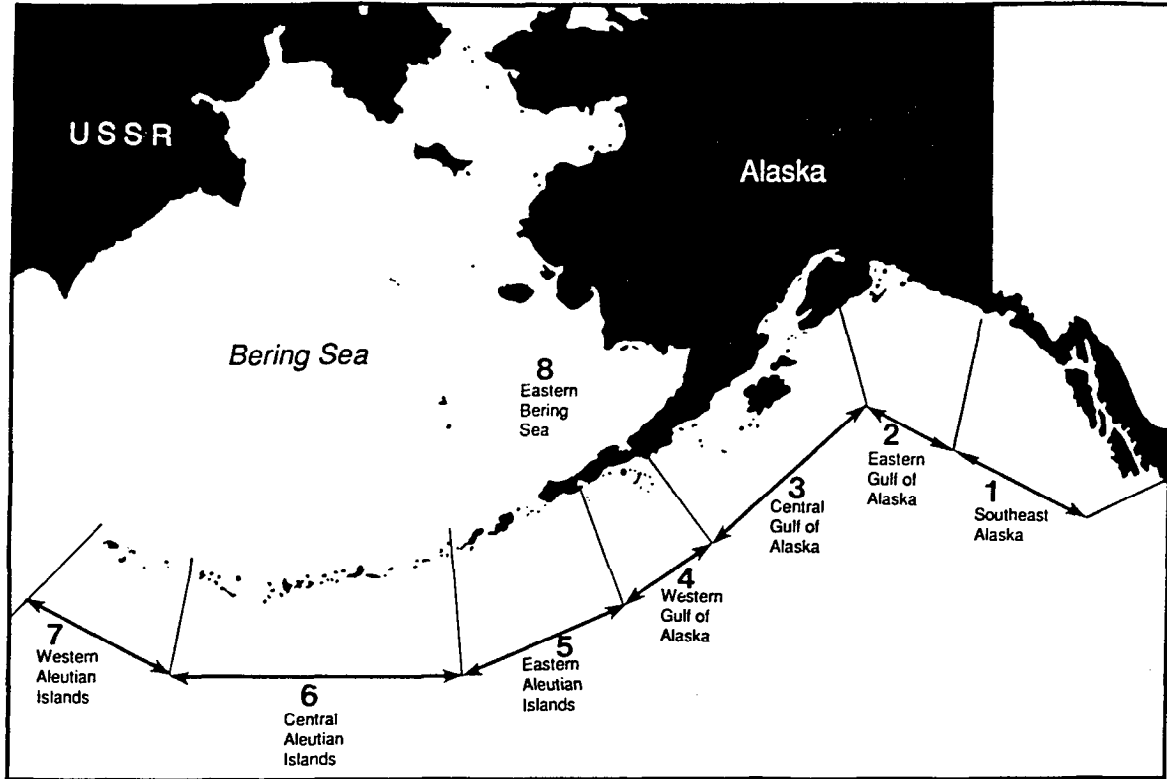 USSR
Alaska
Bering Sea
8
Eastern
Bering
Sea
2
Eastern
Gulf of
Alaska
1
Southeast
Alaska
3
Central
Gulf of
Alaska
4
Western
Gulf of
Alaska
5
Eastern
Aleutian
Islands
6
Central
Aleutian
Islands
7
Western
Aleutian
Islands